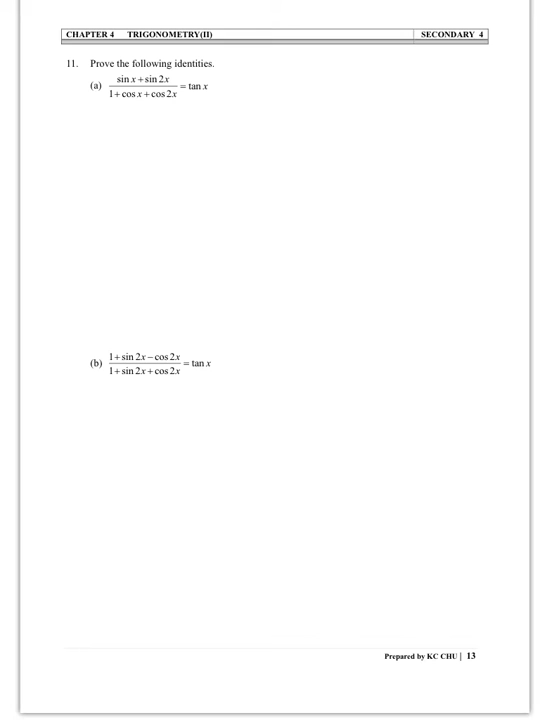 CHAPTER 4 TRIGONOMETRY(II) SECONDARY 4
11. Prove the following identities.
(a) (sin x + sin 2x)/(1 + cos x + cos 2x) = tan x
(b) (1 + sin 2x − cos 2x)/(1 + sin 2x + cos 2x) = tan x
Prepared by KC CHU | 13